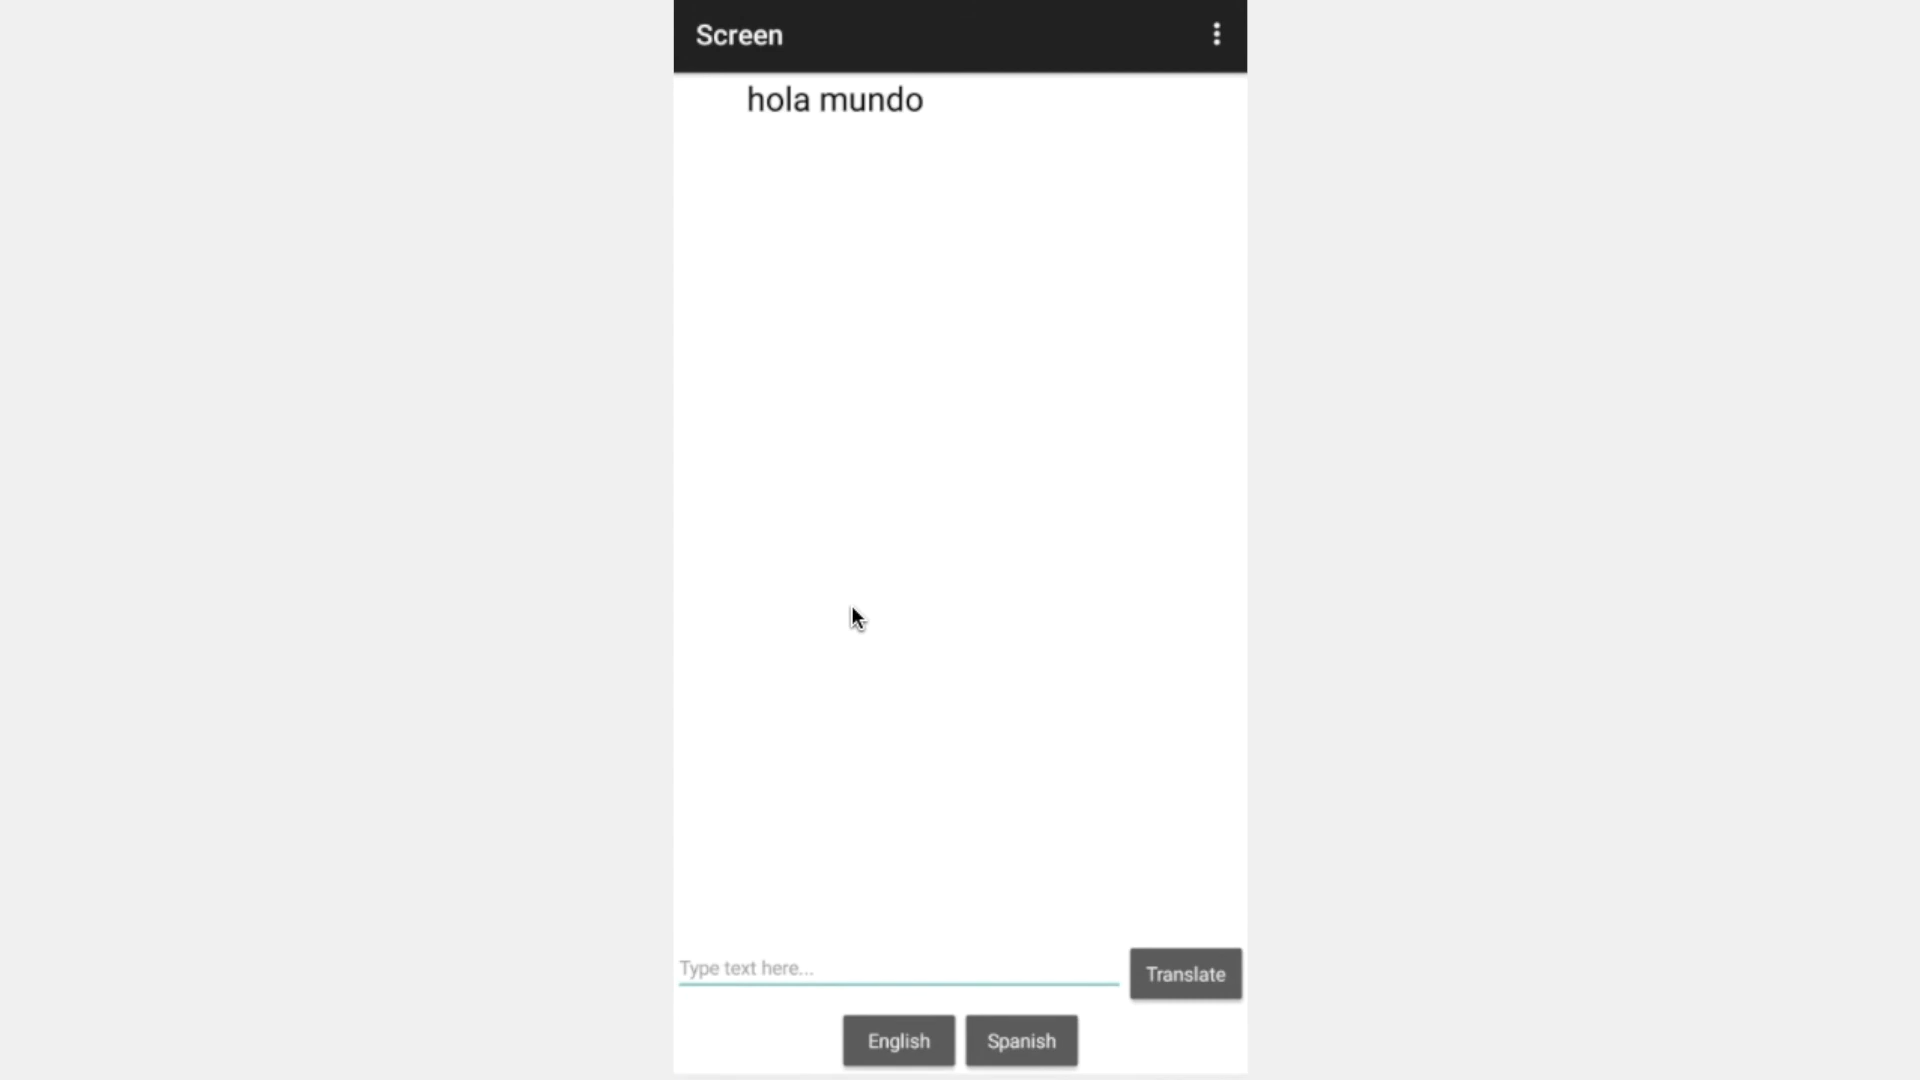 Screen
hola mundo
Type text here...
Translate
English
Spanish